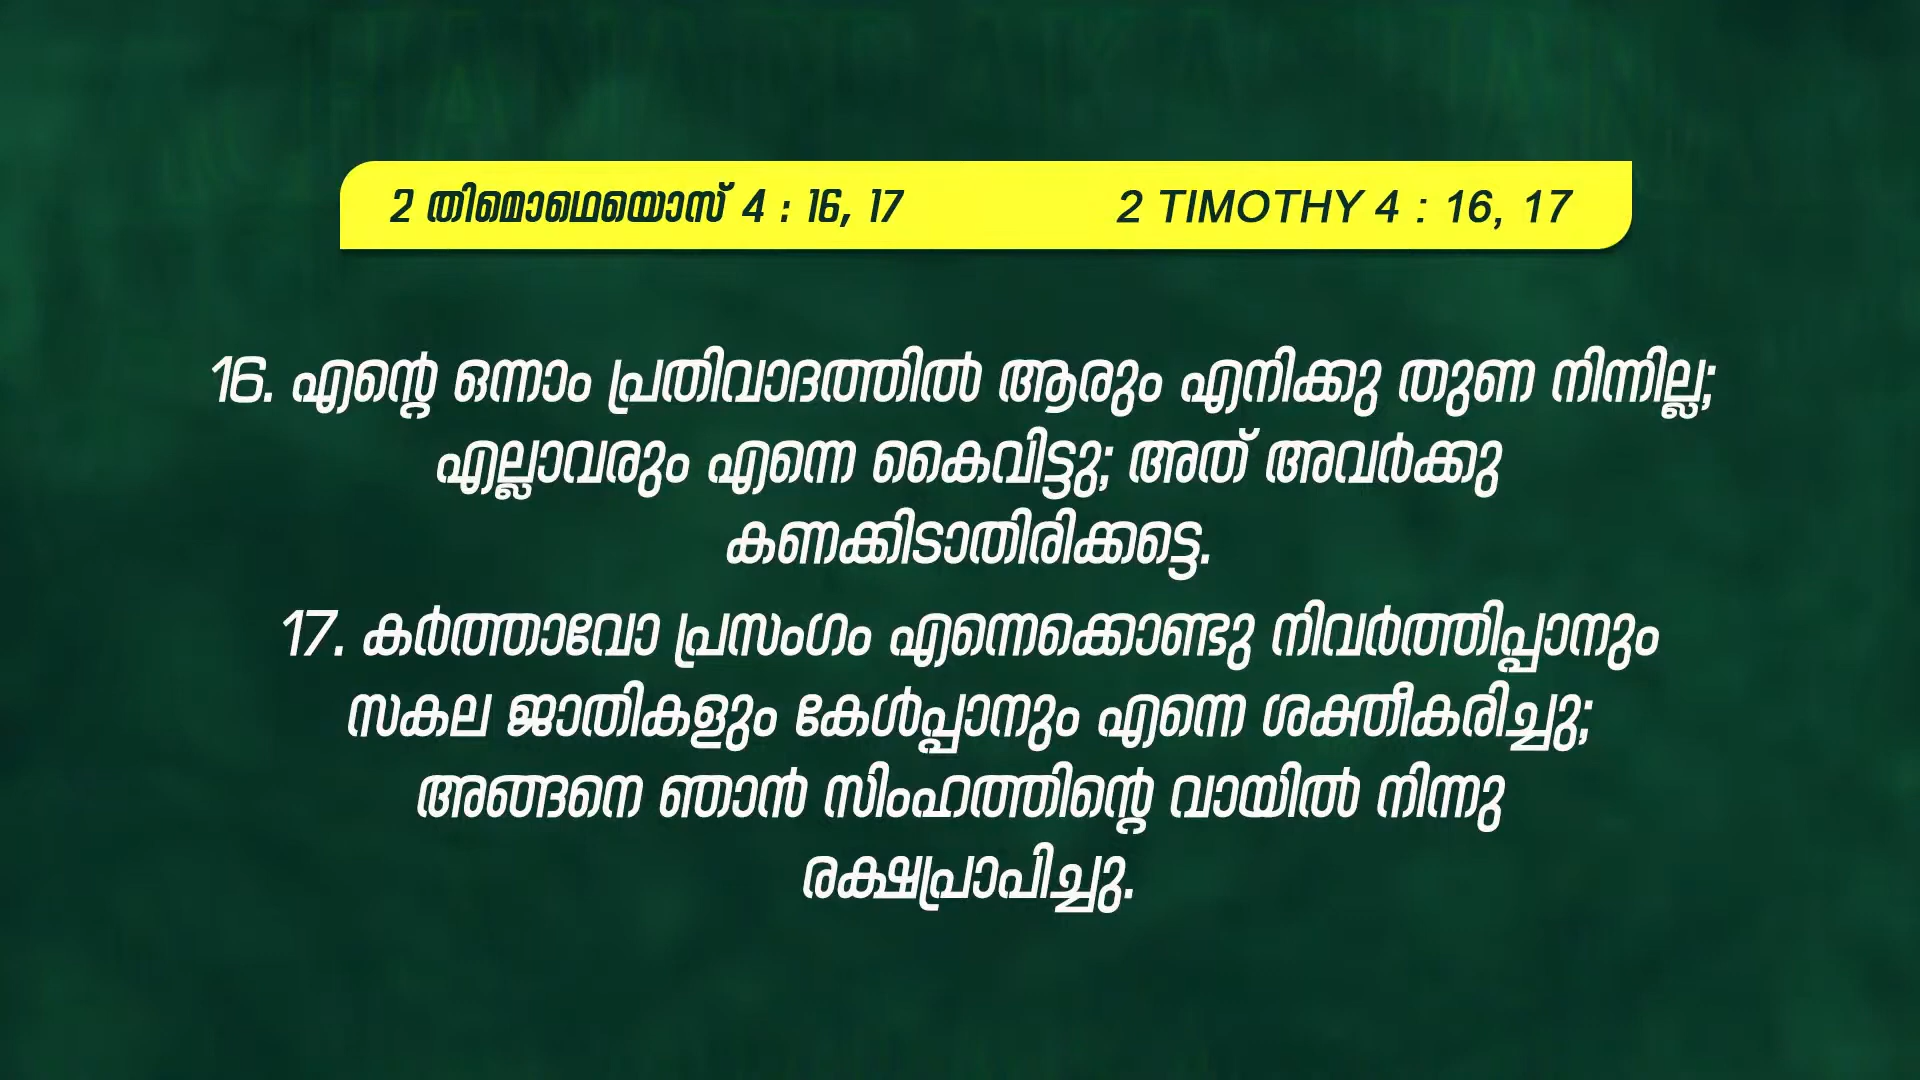 2 തിമൊഥെയൊസ് 4 : 16, 17 2 TIMOTHY 4 : 16, 17
16. എന്റെ ഒന്നാം പ്രതിവാദത്തിൽ ആരും എനിക്കു തുണ നിന്നില്ല;
എല്ലാവരും എന്നെ കൈവിട്ടു; അത് അവർക്കു
കണക്കിടാതിരിക്കട്ടെ.
17. കർത്താവോ പ്രസംഗം എന്നെക്കൊണ്ടു നിവർത്തിപ്പാനും
സകല ജാതികളും കേൾപ്പാനും എന്നെ ശക്തീകരിച്ചു;
അങ്ങനെ ഞാൻ സിംഹത്തിന്റെ വായിൽ നിന്നു
രക്ഷപ്രാപിച്ചു.